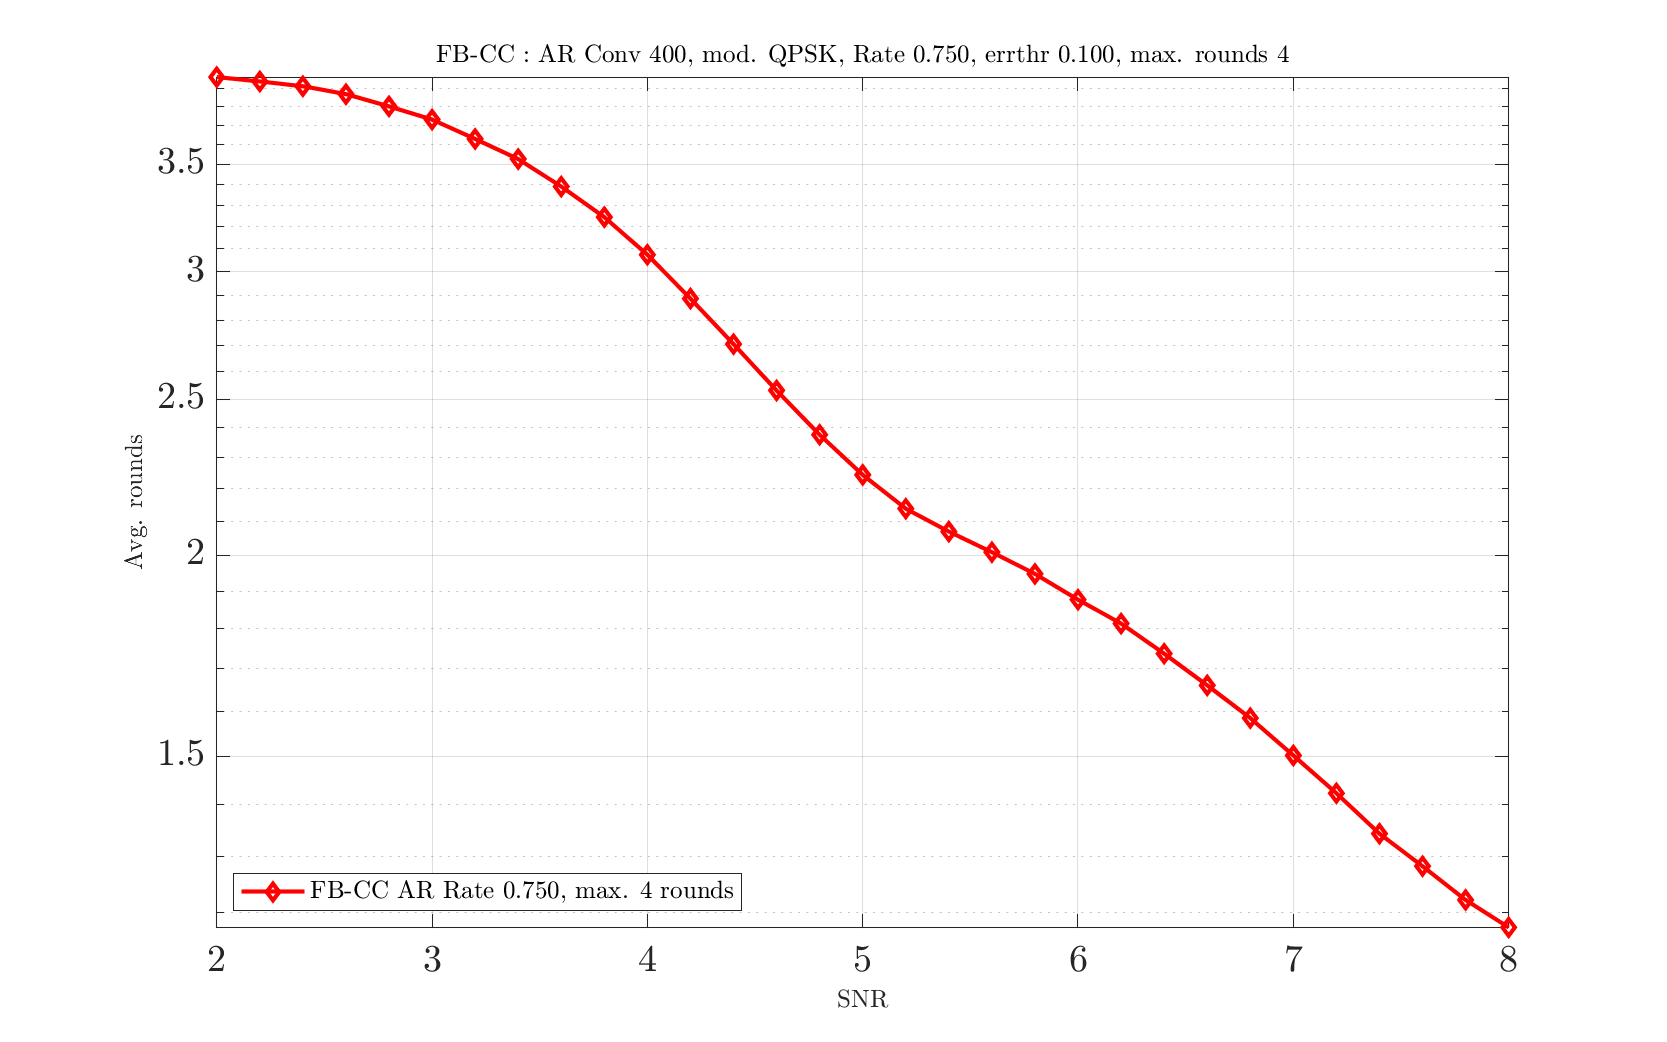 FB-CC : AR Conv 400, mod. QPSK, Rate 0.750, errthr 0.100, max. rounds 4
3.5
3
2.5
2
1.5
Avg. rounds
FB-CC AR Rate 0.750, max. 4 rounds
2 3 4 5 6 7 8
SNR